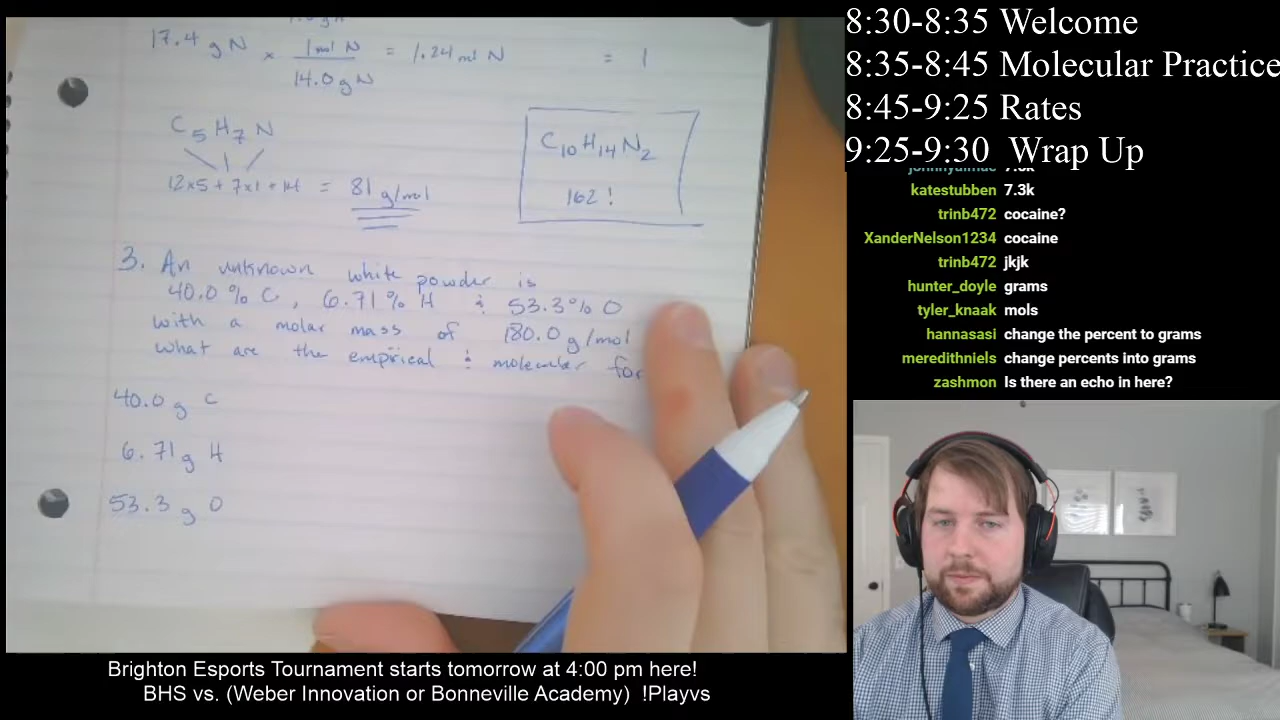 17.4 g N × 1 mol N / 14.0 g N = 1.24 mol N = 1
C5H7N
12x5 + 7x1 + 14 = 81 g/mol
C10H14N2
162!
3. An unknown white powder is
40.0 % C, 6.71 % H & 53.3 % O
with a molar mass of 180.0 g/mol
what are the empirical & molecular for
40.0 g C
6.71 g H
53.3 g O
8:30-8:35 Welcome
8:35-8:45 Molecular Practice
8:45-9:25 Rates
9:25-9:30 Wrap Up
katestubben 7.3k
trinb472 cocaine?
XanderNelson1234 cocaine
trinb472 jkjk
hunter_doyle grams
tyler_knaak mols
hannasasi change the percent to grams
meredithniels change percents into grams
zashmon Is there an echo in here?
Brighton Esports Tournament starts tomorrow at 4:00 pm here!
BHS vs. (Weber Innovation or Bonneville Academy) !Playvs